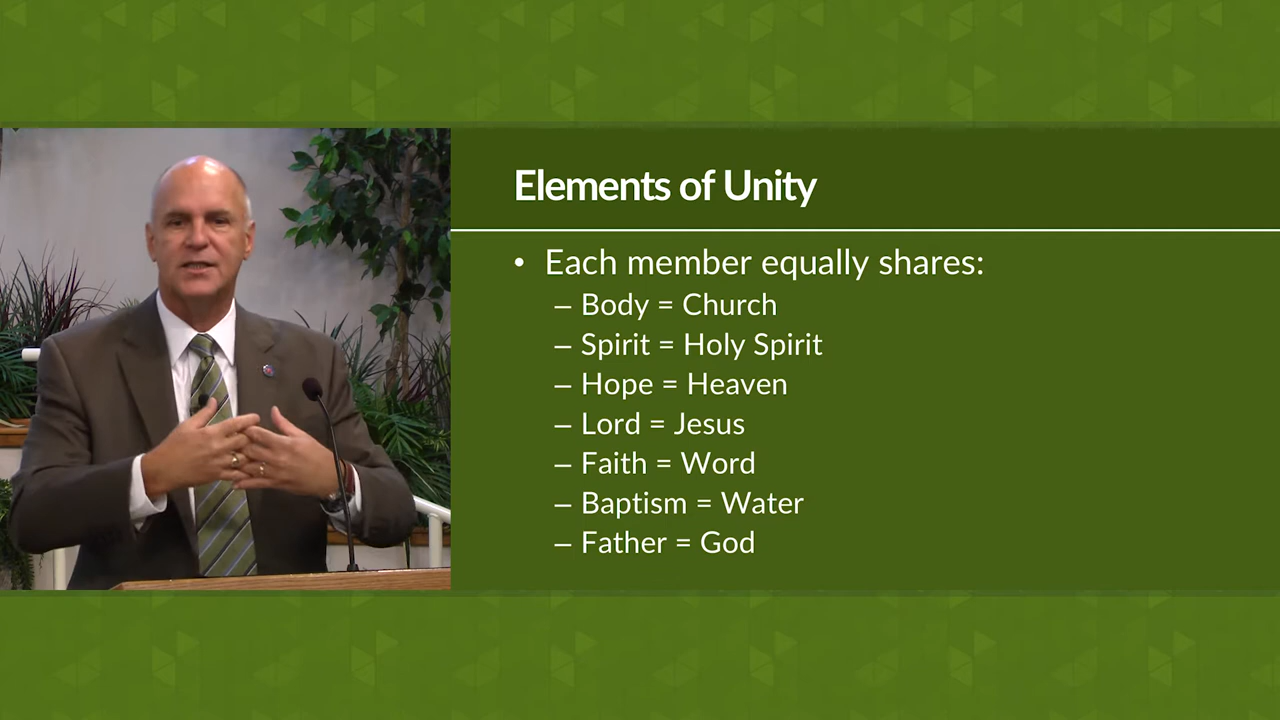 Elements of Unity
• Each member equally shares:
– Body = Church
– Spirit = Holy Spirit
– Hope = Heaven
– Lord = Jesus
– Faith = Word
– Baptism = Water
– Father = God